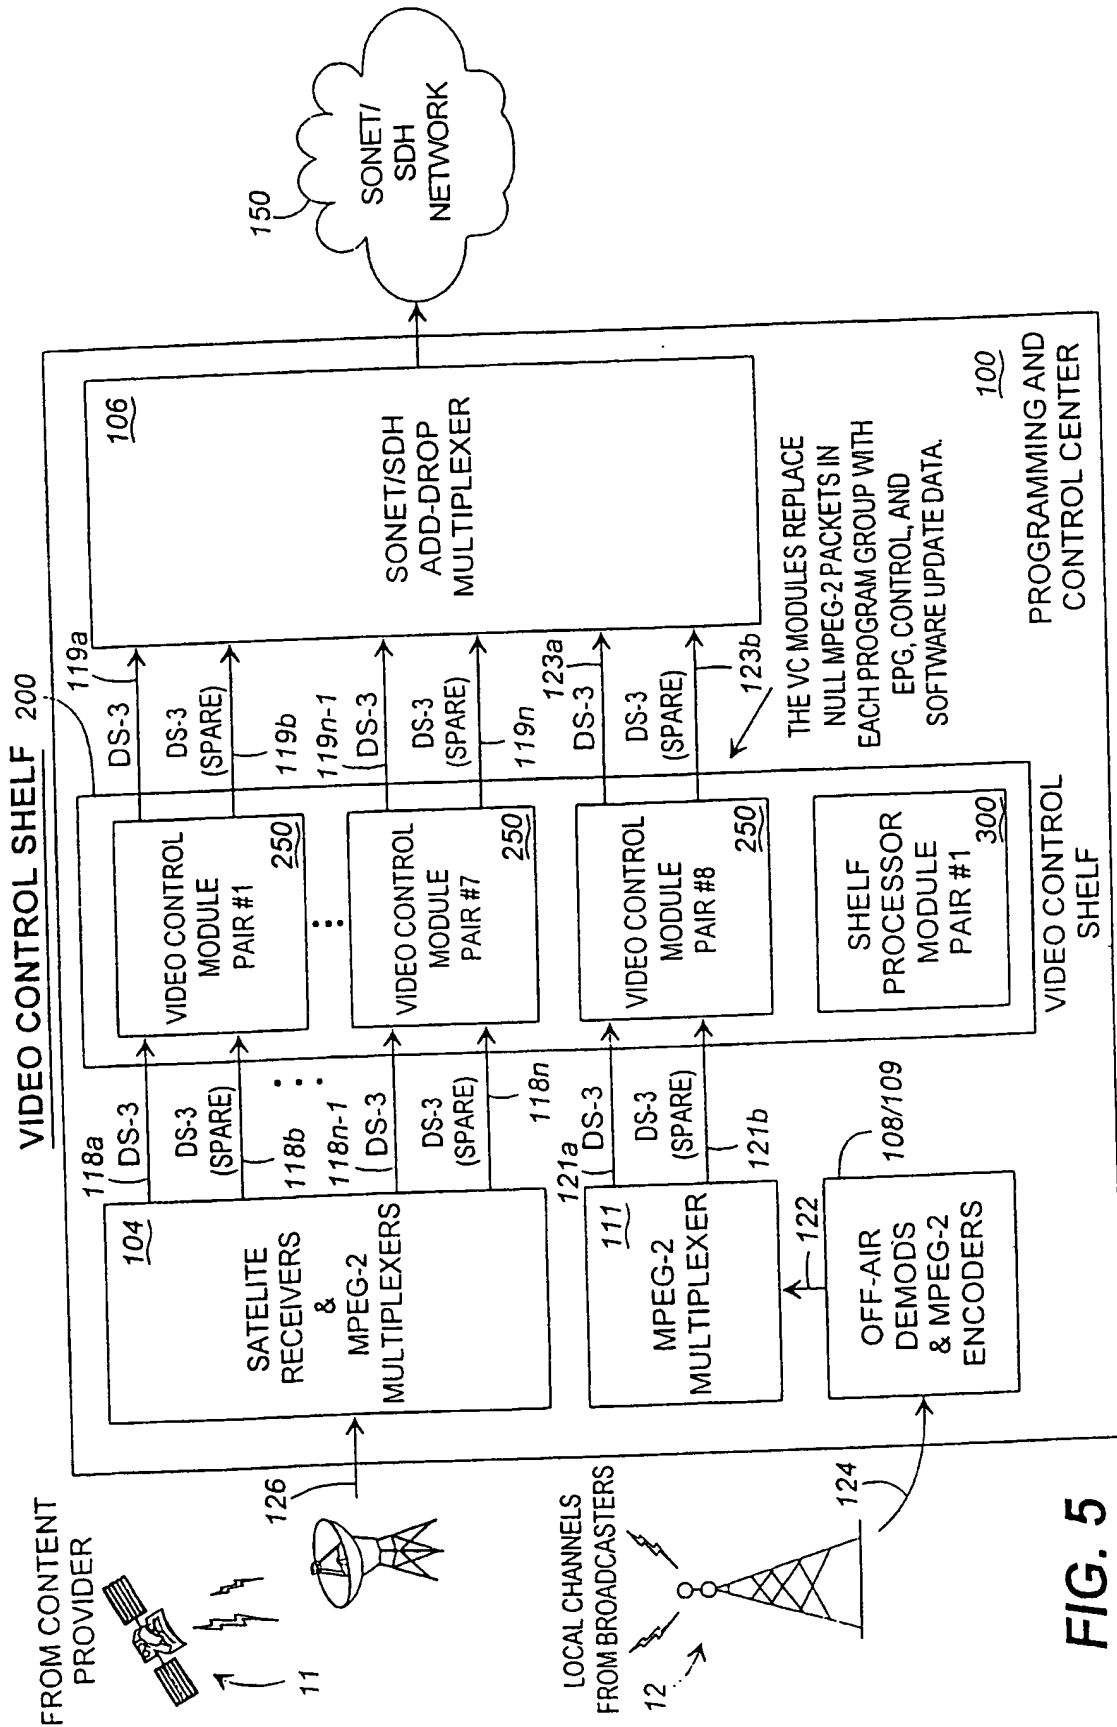 VIDEO CONTROL SHELF
FROM CONTENT
PROVIDER
11
126
LOCAL CHANNELS
FROM BROADCASTERS
12
124
104
SATELITE
RECEIVERS
&
MPEG-2
MULTIPLEXERS
111
MPEG-2
MULTIPLEXER
122
OFF-AIR
DEMODS
& MPEG-2
ENCODERS
108/109
118a
DS-3
DS-3
(SPARE)
118b
118n-1
DS-3
DS-3
(SPARE)
118n
121a
DS-3
DS-3
(SPARE)
121b
200
VIDEO CONTROL
MODULE
PAIR #1
250
VIDEO CONTROL
MODULE
PAIR #7
250
VIDEO CONTROL
MODULE
PAIR #8
250
SHELF
PROCESSOR
MODULE
PAIR #1
300
VIDEO CONTROL
SHELF
119a
DS-3
DS-3
(SPARE)
119b
119n-1
DS-3
DS-3
(SPARE)
119n
123a
DS-3
DS-3
(SPARE)
123b
106
SONET/SDH
ADD-DROP
MULTIPLEXER
THE VC MODULES REPLACE
NULL MPEG-2 PACKETS IN
EACH PROGRAM GROUP WITH
EPG, CONTROL, AND
SOFTWARE UPDATE DATA.
100
PROGRAMMING AND
CONTROL CENTER
150
SONET/
SDH
NETWORK
FIG. 5